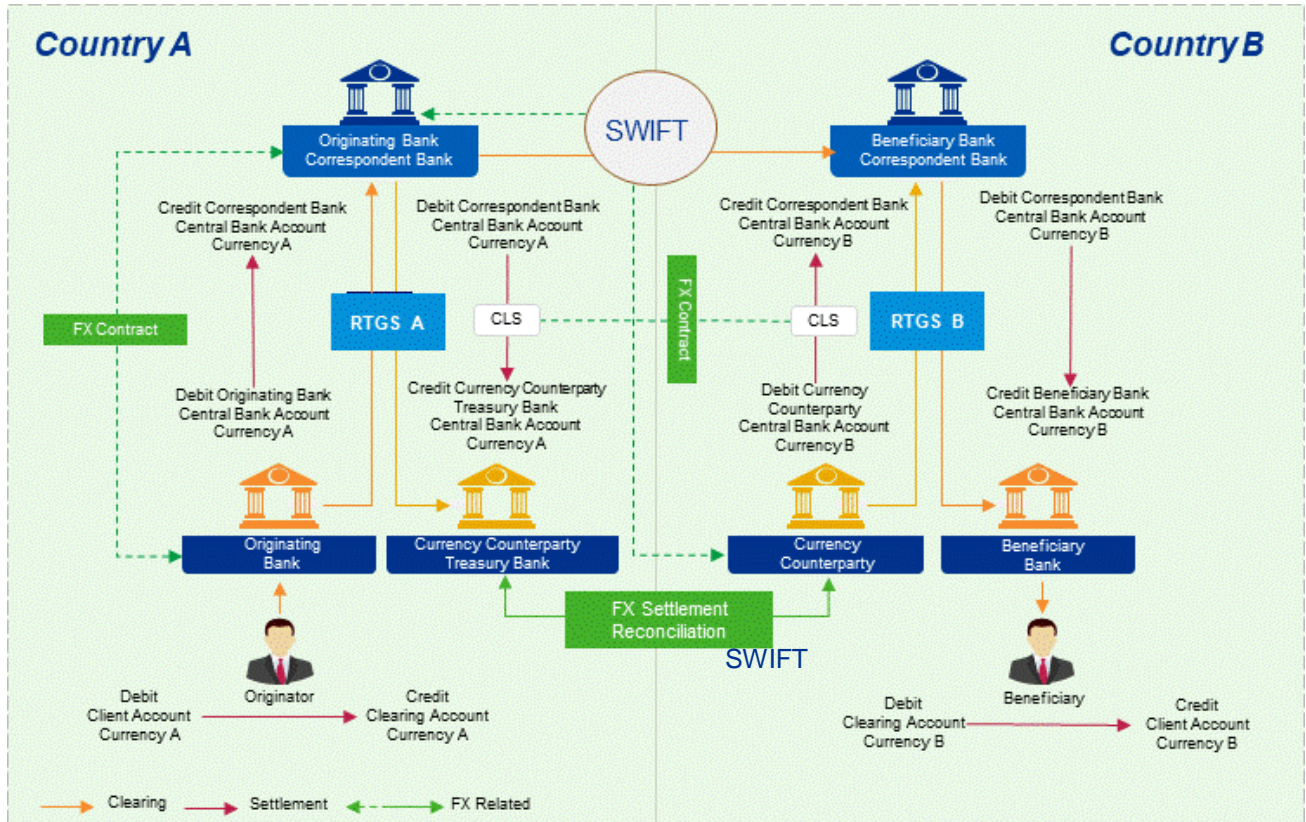 Country A
Country B
SWIFT
Originating Bank
Correspondent Bank
Beneficiary Bank
Correspondent Bank
Credit Correspondent Bank
Central Bank Account
Currency A
Debit Correspondent Bank
Central Bank Account
Currency A
Credit Correspondent Bank
Central Bank Account
Currency B
Debit Correspondent Bank
Central Bank Account
Currency B
FX Contract
RTGS A
CLS
FX Contract
CLS
RTGS B
Debit Originating Bank
Central Bank Account
Currency A
Credit Currency Counterparty
Treasury Bank
Central Bank Account
Currency A
Debit Currency
Counterparty
Central Bank Account
Currency B
Credit Beneficiary Bank
Central Bank Account
Currency B
Originating
Bank
Currency Counterparty
Treasury Bank
Currency
Counterparty
Beneficiary
Bank
FX Settlement
Reconciliation
SWIFT
Originator
Beneficiary
Debit
Client Account
Currency A
Credit
Clearing Account
Currency A
Debit
Clearing Account
Currency B
Credit
Client Account
Currency B
Clearing
Settlement
FX Related